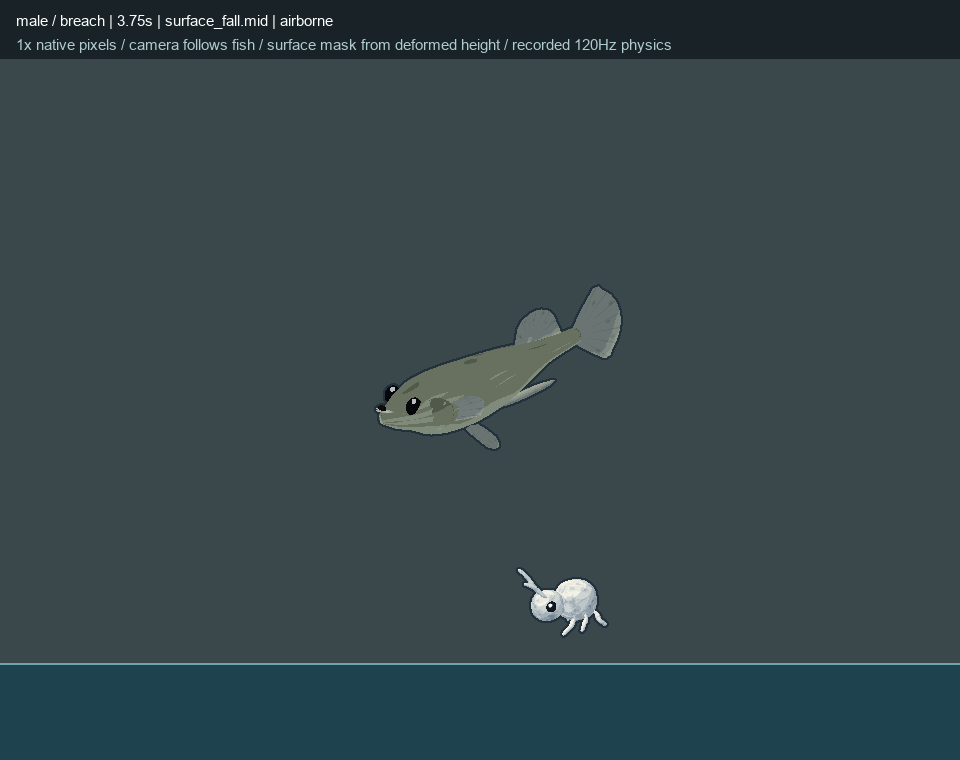 male / breach | 3.75s | surface_fall.mid | airborne
1x native pixels / camera follows fish / surface mask from deformed height / recorded 120Hz physics